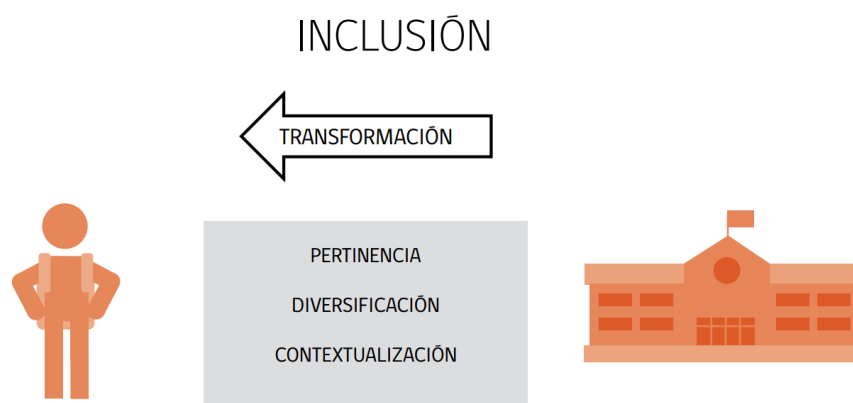 INCLUSIÓN
TRANSFORMACIÓN
PERTINENCIA
DIVERSIFICACIÓN
CONTEXTUALIZACIÓN